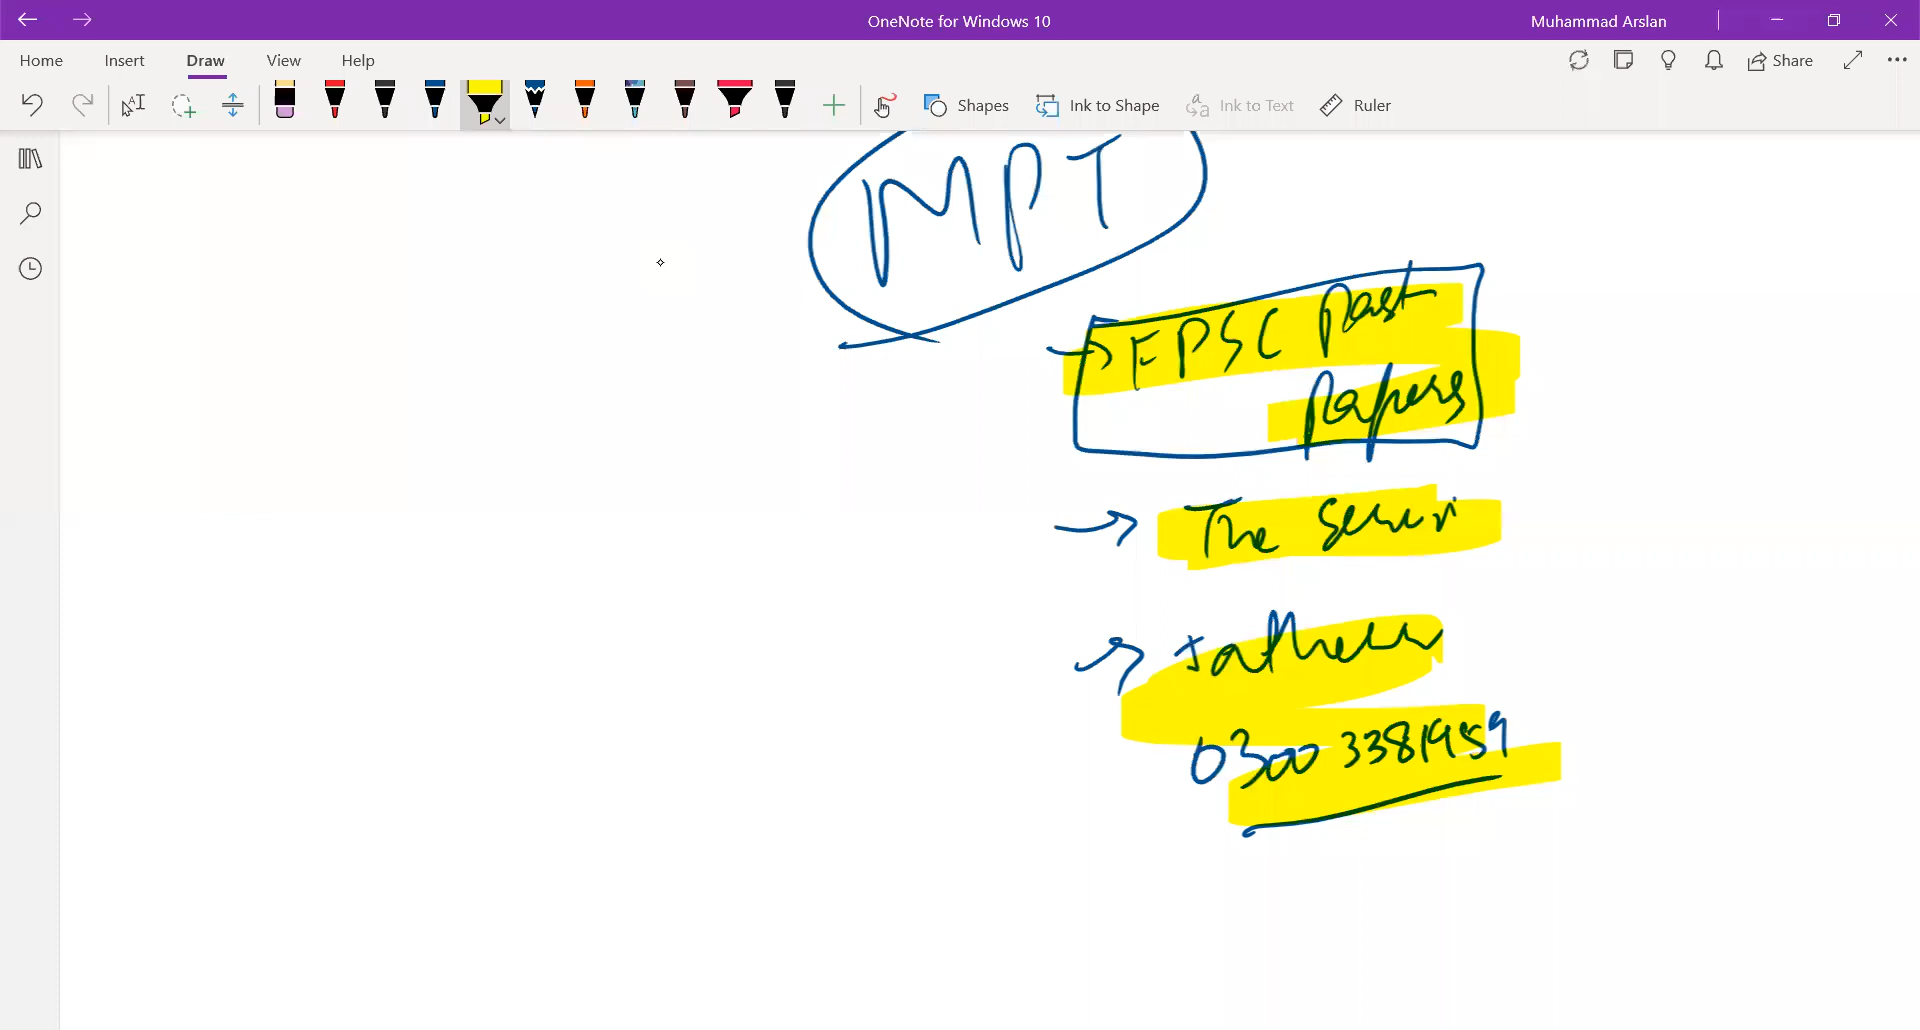 OneNote for Windows 10
Muhammad Arslan
Home Insert Draw View Help
Share
Shapes Ink to Shape Ink to Text Ruler
MPT
FPSC Past
Papers
The
0300 3381959